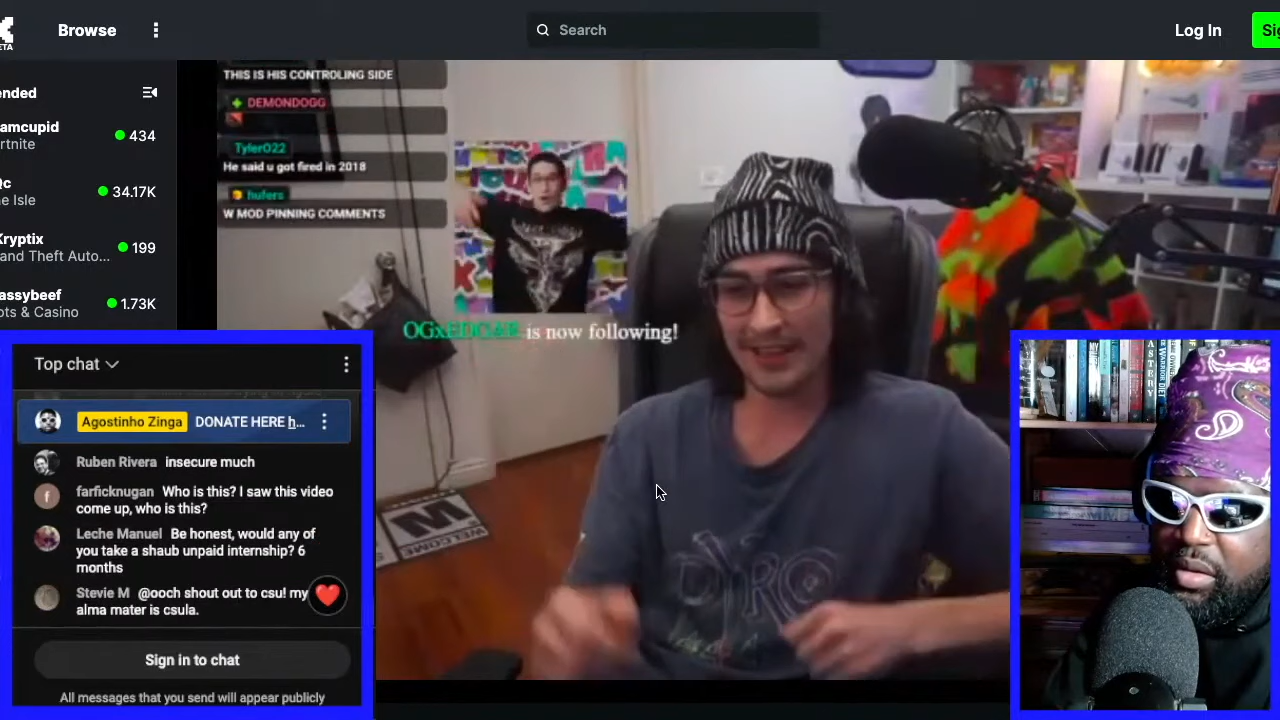 Browse
Search
Log In
ended
amcupid
434
rtnite
34.17K
e Isle
Kryptix
199
and Theft Auto...
assybeef
1.73K
ots & Casino
THIS IS HIS CONTROLING SIDE
DEMONDOGG
Tyler022
He said u got fired in 2018
hufero
W MOD PINNING COMMENTS
is now following!
WELCOME
Top chat
Agostinho Zinga DONATE HERE h...
Ruben Rivera insecure much
farficknugan Who is this? I saw this video
come up, who is this?
Leche Manuel Be honest, would any of
you take a shaub unpaid internship? 6
months
Stevie M @ooch shout out to csu! my
alma mater is csula.
Sign in to chat
All messages that you send will appear publicly